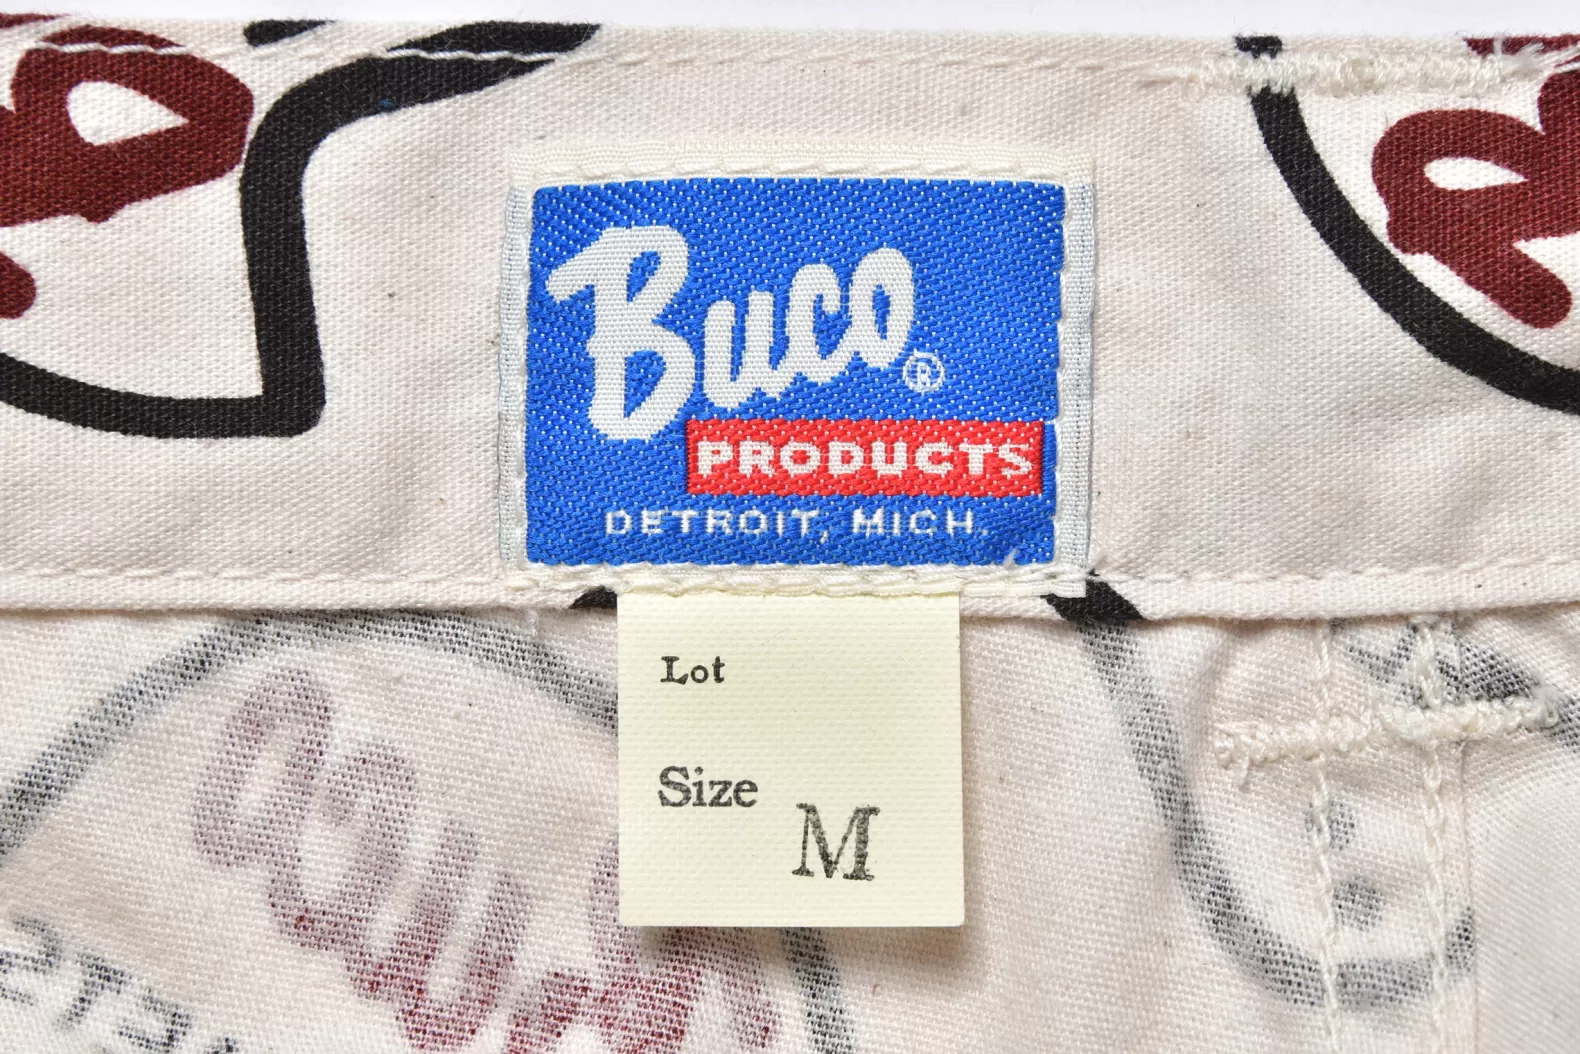 Buco®
PRODUCTS
DETROIT, MICH.
Lot
Size M